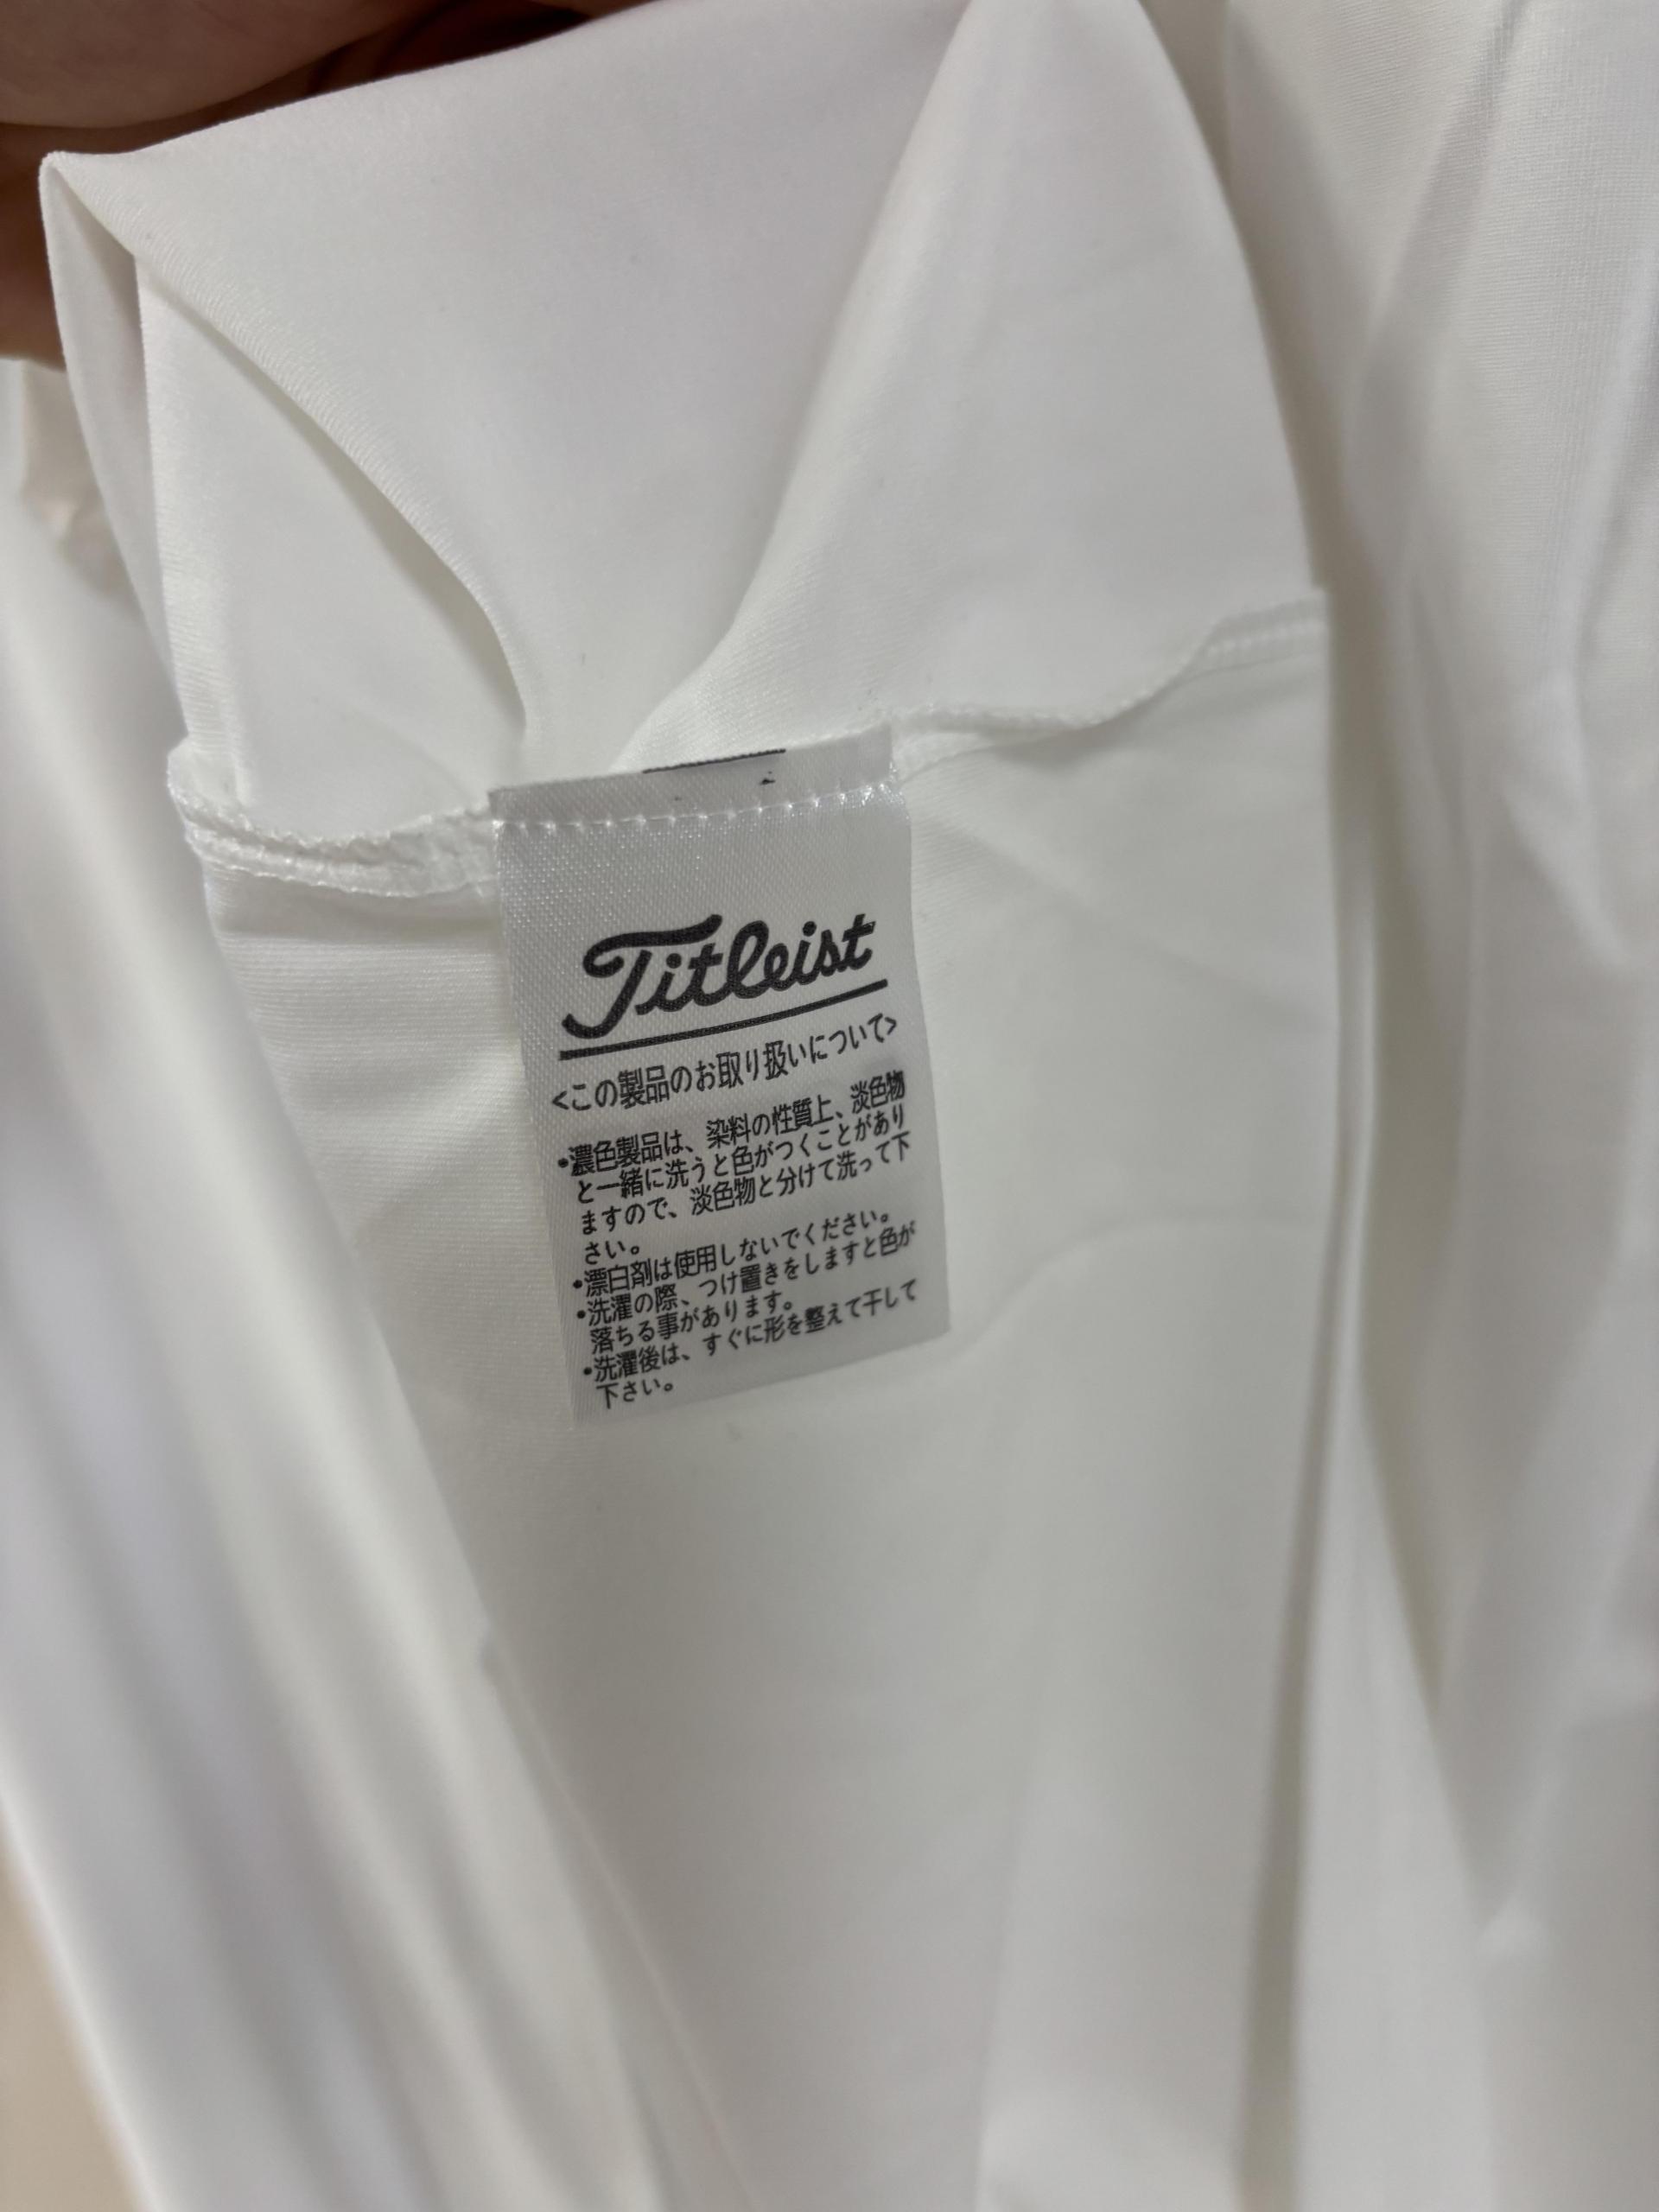 Titleist
<この製品のお取り扱いについて>
•濃色製品は、染料の性質上、淡色物
と一緒に洗うと色がつくことがあり
ますので、淡色物と分けて洗って下
さい。
•漂白剤は使用しないでください。
•洗濯の際、つけ置きをしますと色が
落ちる事があります。
•洗濯後は、すぐに形を整えて干して
下さい。